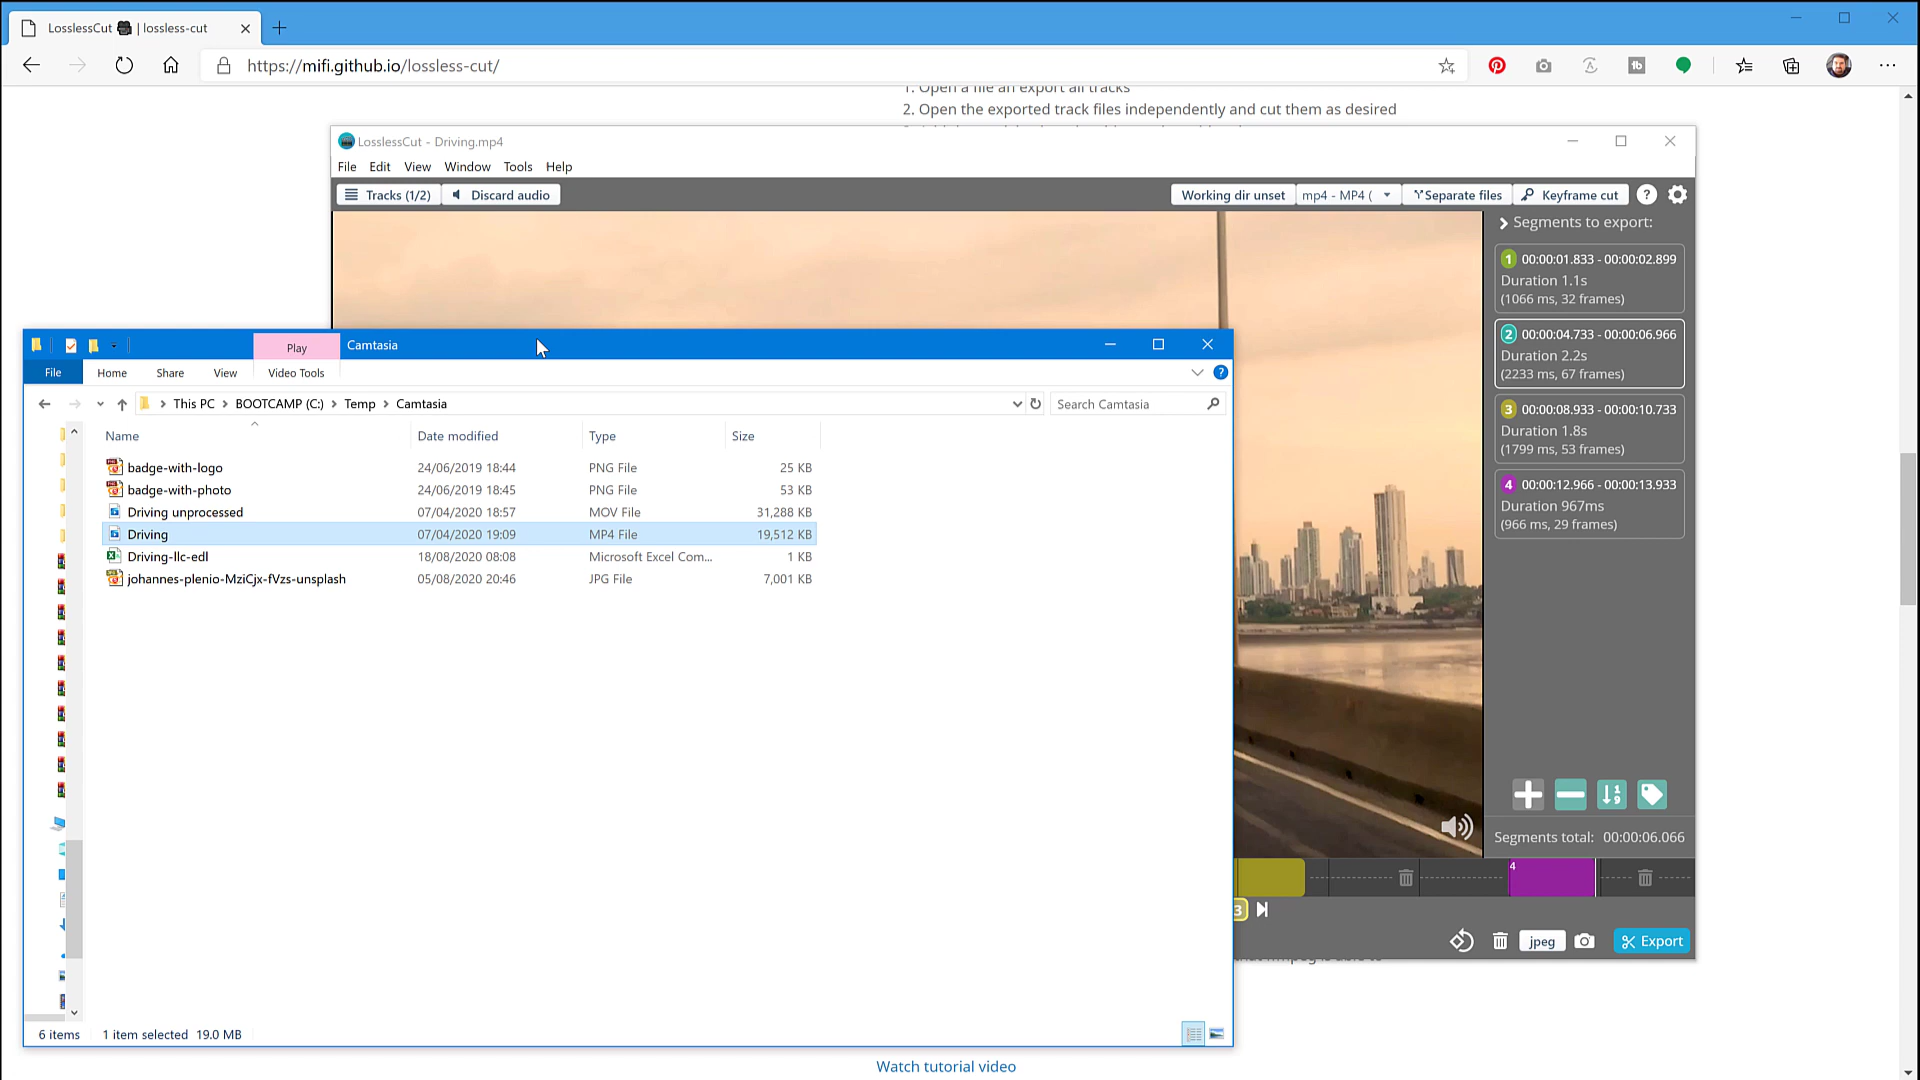 LosslessCut | lossless-cut
https://mifi.github.io/lossless-cut/
1. Open a file an export all tracks
2. Open the exported track files independently and cut them as desired
LosslessCut - Driving.mp4
File Edit View Window Tools Help
Tracks (1/2) Discard audio Working dir unset mp4 - MP4 ( Separate files Keyframe cut ?
Segments to export:
1 00:00:01.833 - 00:00:02.899
Duration 1.1s
(1066 ms, 32 frames)
2 00:00:04.733 - 00:00:06.966
Duration 2.2s
(2233 ms, 67 frames)
3 00:00:08.933 - 00:00:10.733
Duration 1.8s
(1799 ms, 53 frames)
4 00:00:12.966 - 00:00:13.933
Duration 967ms
(966 ms, 29 frames)
Segments total: 00:00:06.066
4
3
jpeg Export
Play Camtasia
File Home Share View Video Tools
This PC > BOOTCAMP (C:) > Temp > Camtasia Search Camtasia
Name Date modified Type Size
badge-with-logo 24/06/2019 18:44 PNG File 25 KB
badge-with-photo 24/06/2019 18:45 PNG File 53 KB
Driving unprocessed 07/04/2020 18:57 MOV File 31,288 KB
Driving 07/04/2020 19:09 MP4 File 19,512 KB
Driving-llc-edl 18/08/2020 08:08 Microsoft Excel Com... 1 KB
johannes-plenio-MziCjx-fVzs-unsplash 05/08/2020 20:46 JPG File 7,001 KB
6 items 1 item selected 19.0 MB
Watch tutorial video